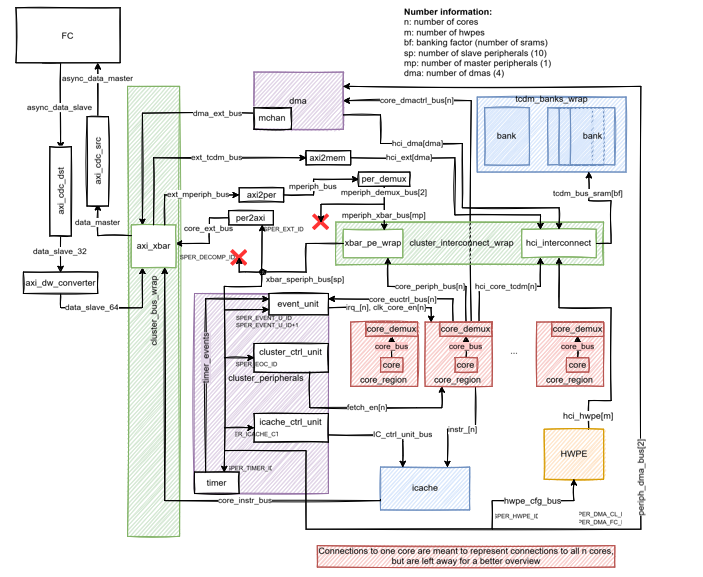 Number information:
n: number of cores
m: number of hwpes
bf: banking factor (number of srams)
sp: number of slave peripherals (10)
mp: number of master peripherals (1)
dma: number of dmas (4)
FC
async_data_master
async_data_slave
axi_cdc_dst
axi_cdc_src
data_master
data_slave_32
axi_dw_converter
data_slave_64
axi_xbar
cluster_bus_wrap
dma
mchan
dma_ext_bus
core_dmactrl_bus[n]
hci_dma[dma]
tcdm_banks_wrap
bank
bank
ext_tcdm_bus
axi2mem
hci_ext[dma]
ext_mperiph_bus
axi2per
mperiph_bus
per_demux
mperiph_demux_bus[2]
mperiph_xbar_bus[mp]
tcdm_bus_sram[bf]
core_ext_bus
per2axi
SPER_EXT_ID
SPER_DECOMP_ID
xbar_pe_wrap
cluster_interconnect_wrap
hci_interconnect
xbar_speriph_bus[sp]
core_periph_bus[n]
hci_core_tcdm[n]
event_unit
core_euctrl_bus[n]
irq_[n], clk_core_en[n]
SPER_EVENT_U_ID
SPER_EVENT_U_ID+1
timer_events
cluster_ctrl_unit
SPER_EOC_ID
cluster_peripherals
core_demux
core_bus
core
core_region
core_demux
core_bus
core
core_region
...
core_demux
core_bus
core
core_region
fetch_en[n]
icache_ctrl_unit
IC_ctrl_unit_bus
instr_[n]
hci_hwpe[m]
HWPE
timer
icache
core_instr_bus
hwpe_cfg_bus
periph_dma_bus[2]
Connections to one core are meant to represent connections to all n cores,
but are left away for a better overview